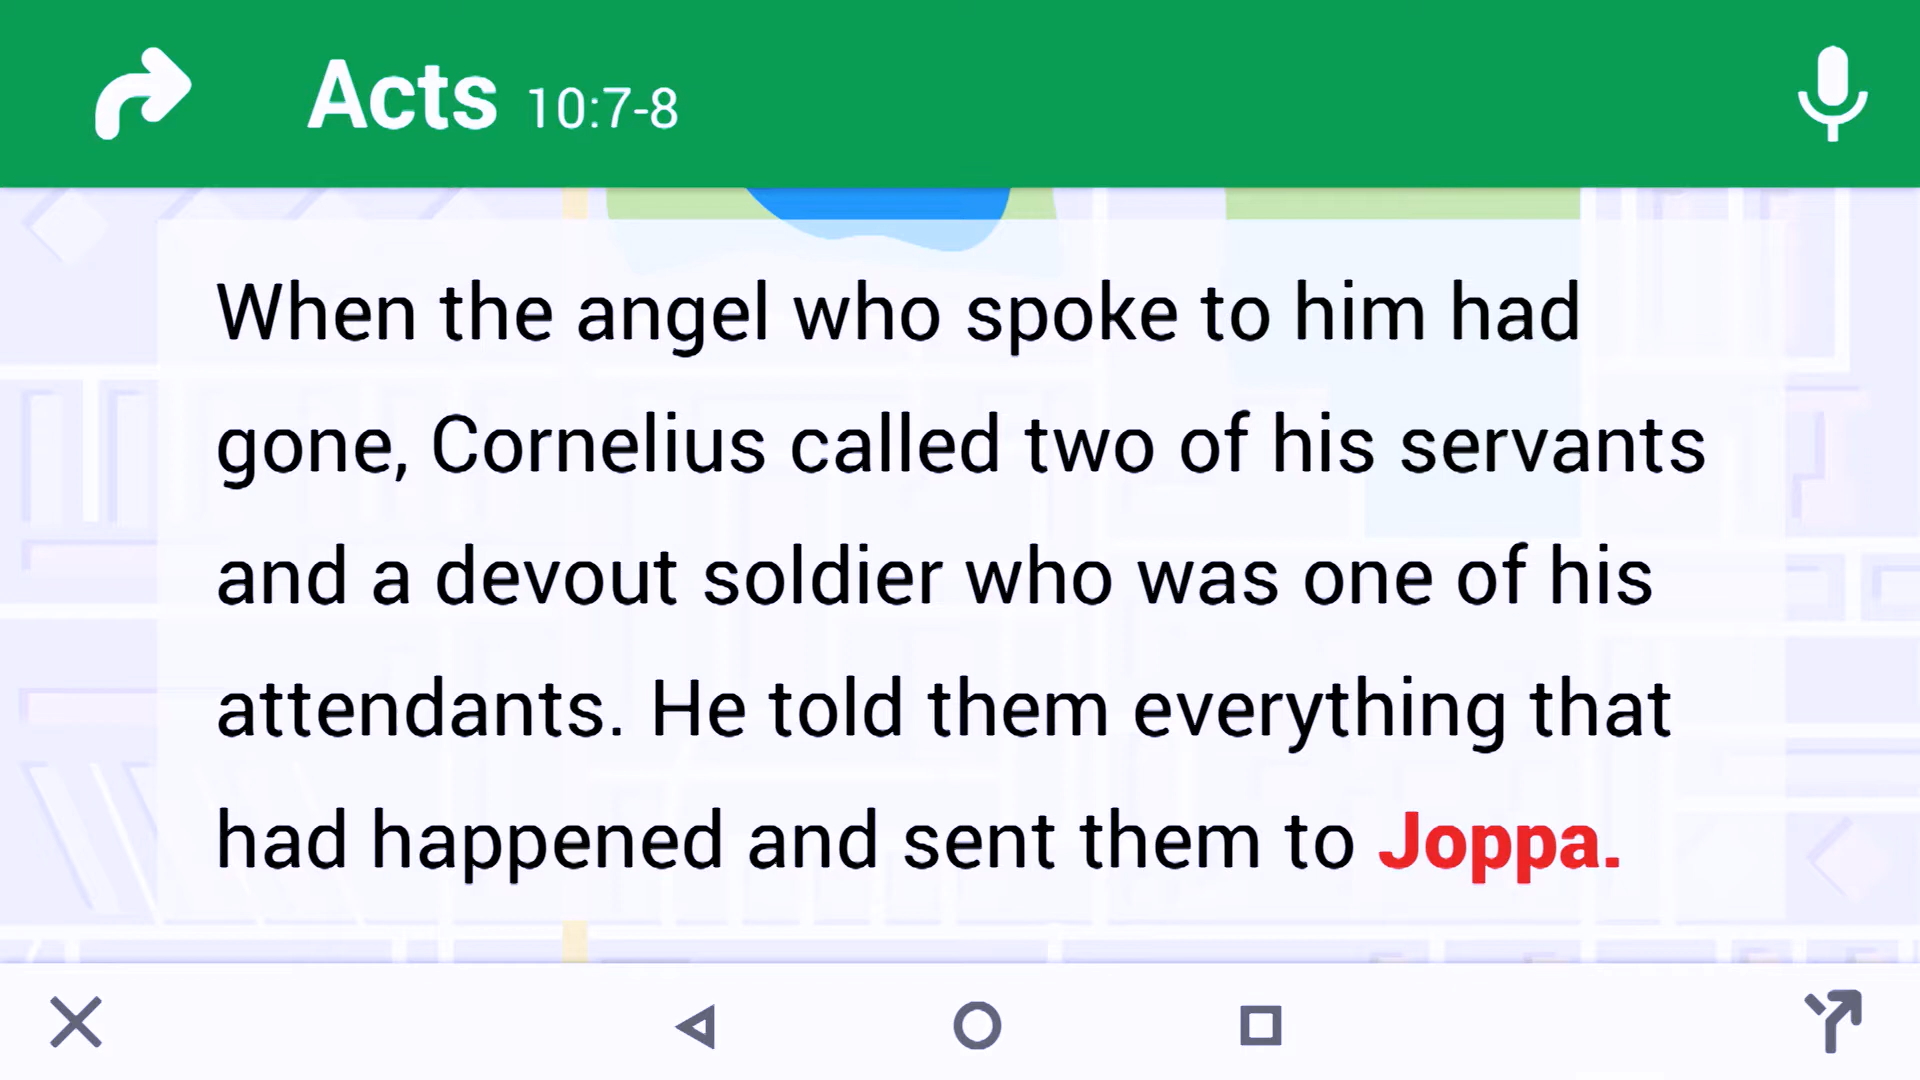 Acts 10:7-8
When the angel who spoke to him had
gone, Cornelius called two of his servants
and a devout soldier who was one of his
attendants. He told them everything that
had happened and sent them to Joppa.